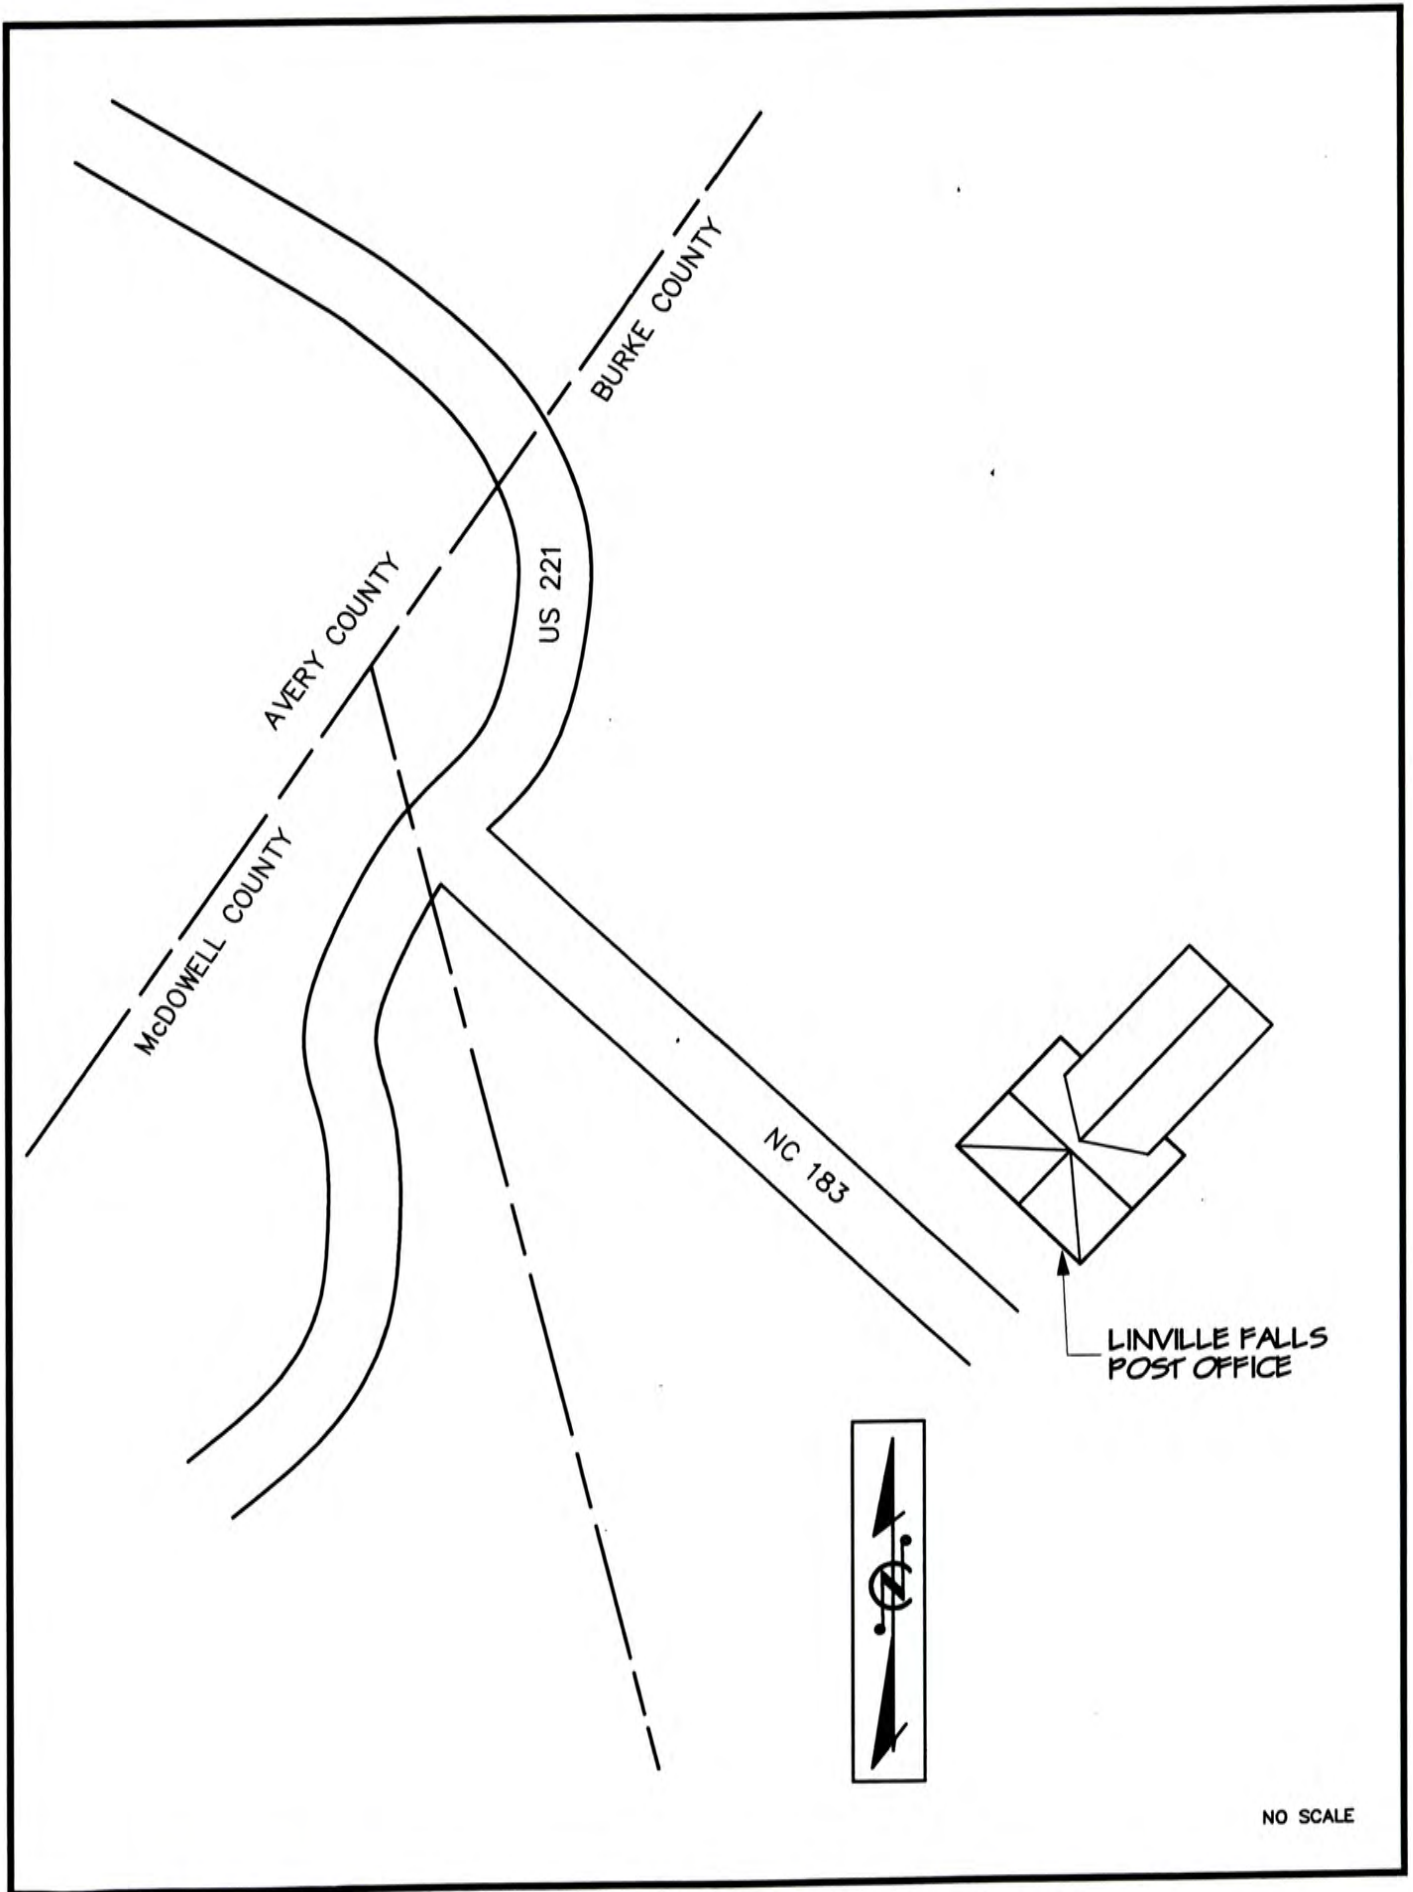 BURKE COUNTY
US 221
AVERY COUNTY
McDOWELL COUNTY
NC 183
LINVILLE FALLS
POST OFFICE
N
NO SCALE